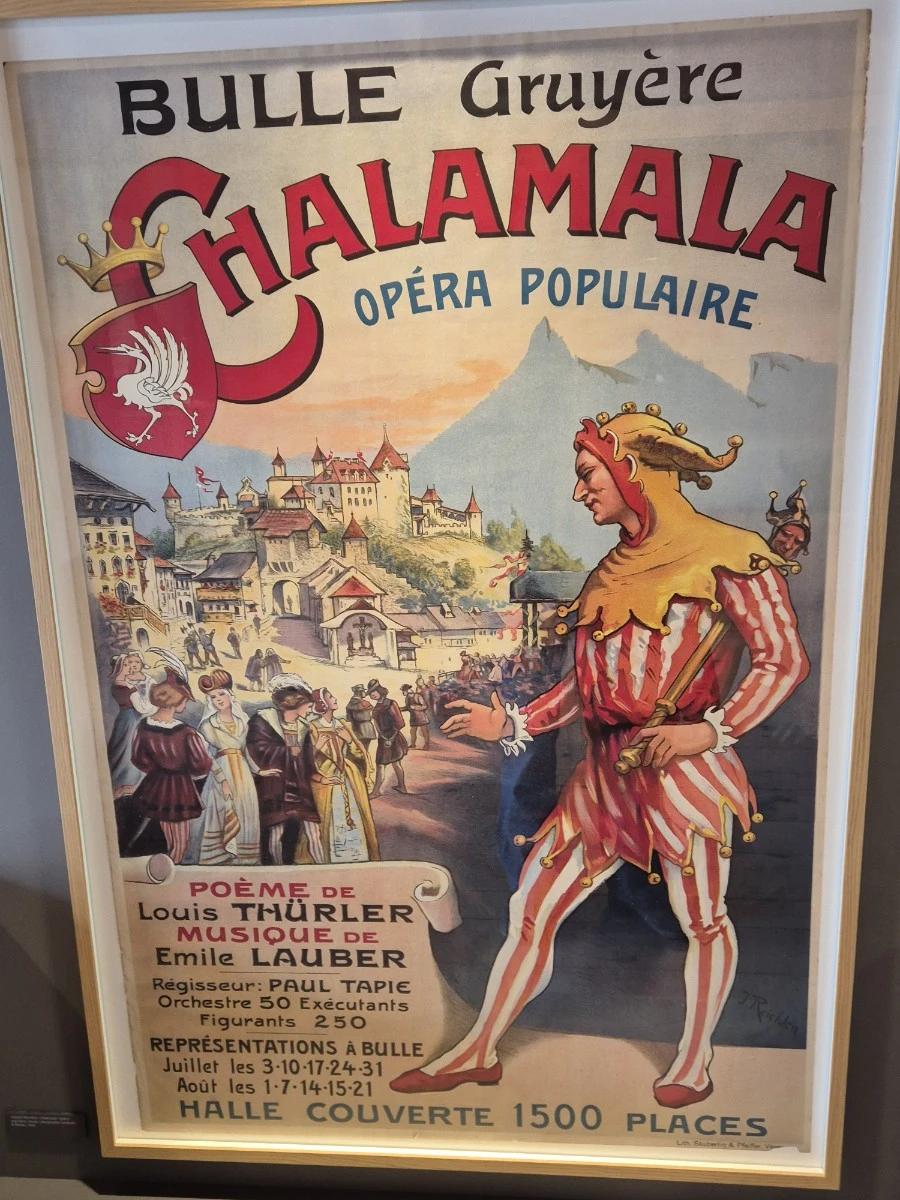 BULLE Gruyère
CHALAMALA
OPÉRA POPULAIRE
POÈME DE
Louis THÜRLER
MUSIQUE DE
Emile LAUBER
Régisseur: PAUL TAPIE
Orchestre 50 Exécutants
Figurants 250
REPRÉSENTATIONS À BULLE
Juillet les 3·10·17·24·31
Août les 1·7·14·15·21
HALLE COUVERTE 1500 PLACES
Lith. & Pfeiffer,